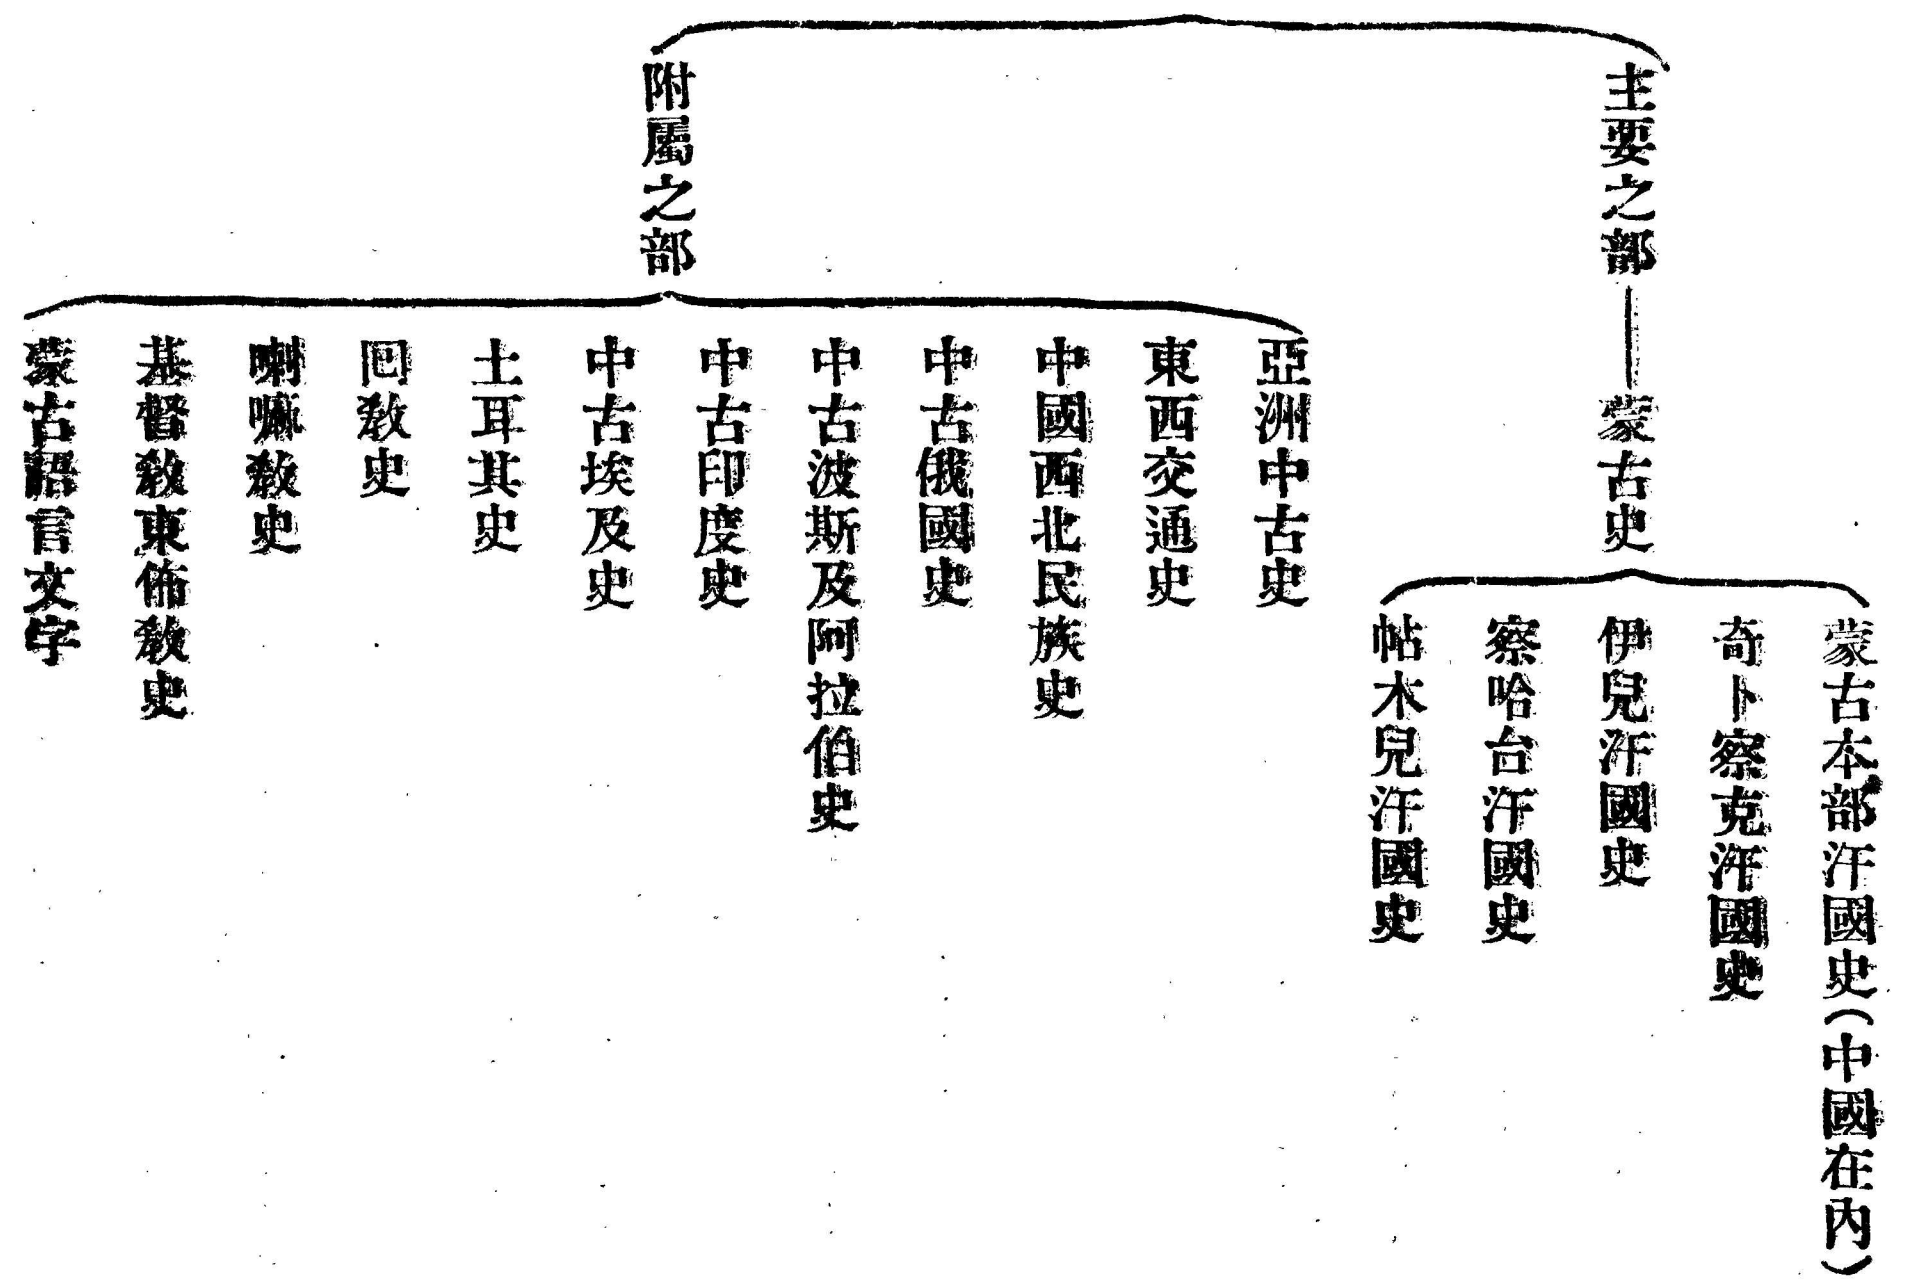 主要之部
蒙古史
蒙古本部汗國史(中國在內)
奇卜察克汗國史
伊兒汗國史
察哈台汗國史
帖木兒汗國史
附屬之部
亞洲中古史
東西交通史
中國西北民族史
中古俄國史
中古波斯及阿拉伯史
中古印度史
中古埃及史
土耳其史
回敎史
喇嘛敎史
基督敎東佈敎史
蒙古語言文字